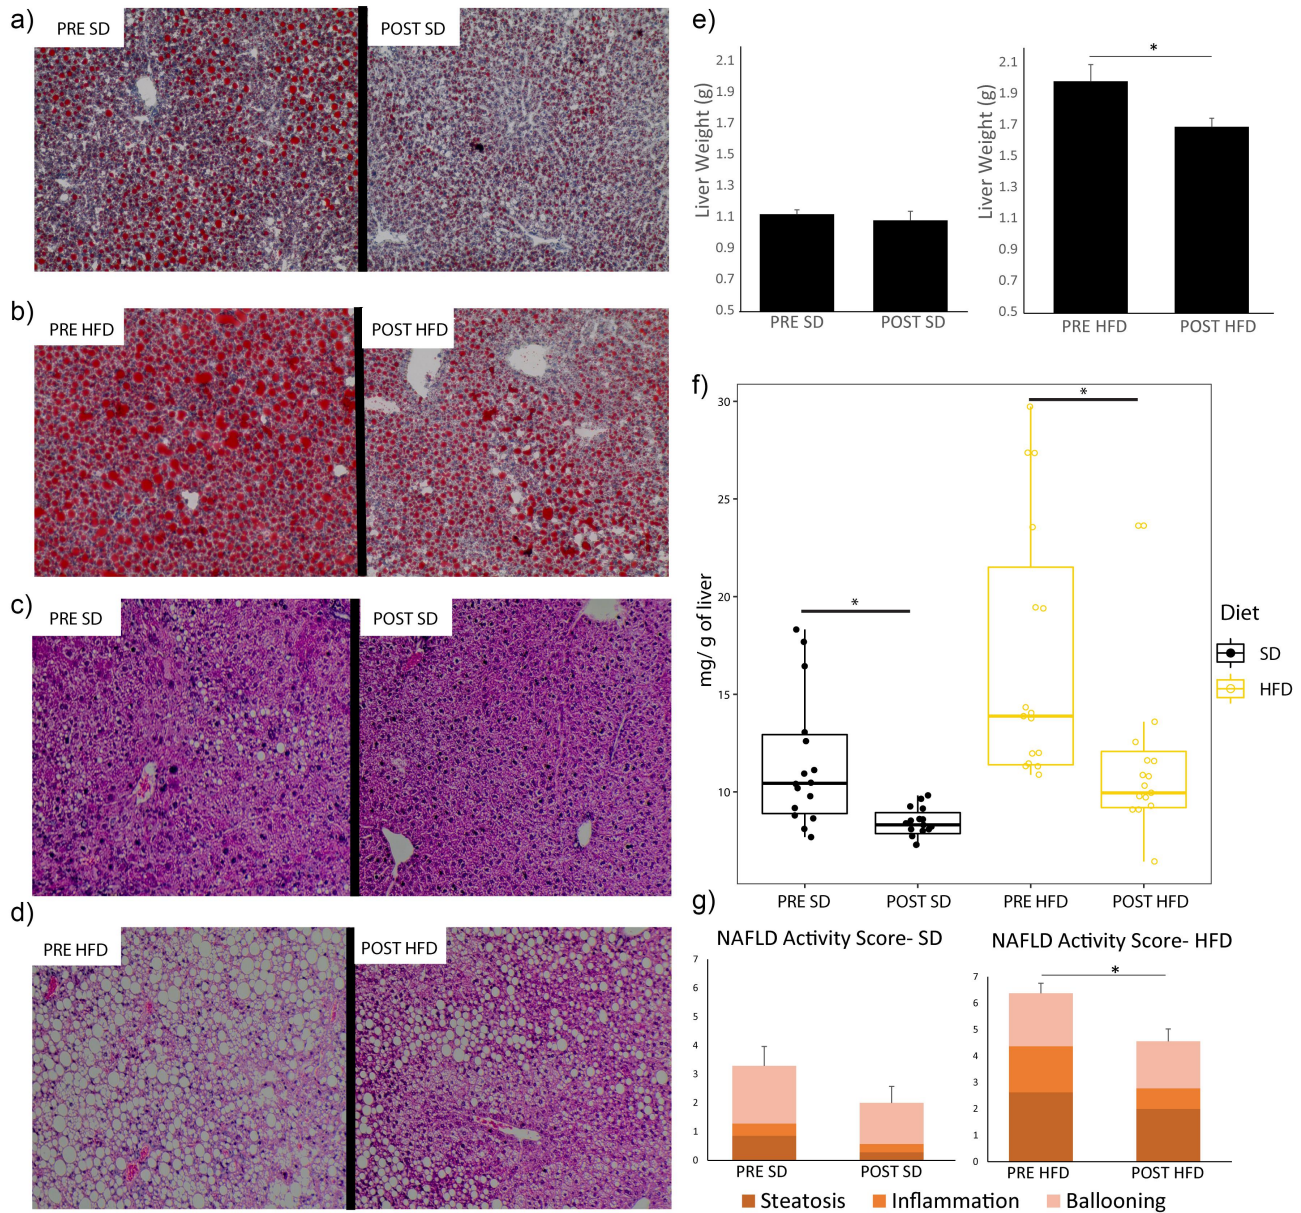 a)
PRE SD
POST SD
b)
PRE HFD
POST HFD
c)
PRE SD
POST SD
d)
PRE HFD
POST HFD
e)
Liver Weight (g)
2.1
1.9
1.7
1.5
1.3
1.1
0.9
0.7
0.5
PRE SD
POST SD
Liver Weight (g)
2.1
1.9
1.7
1.5
1.3
1.1
0.9
0.7
0.5
*
PRE HFD
POST HFD
f)
mg/ g of liver
30
25
20
15
10
*
*
PRE SD
POST SD
PRE HFD
POST HFD
Diet
SD
HFD
g)
NAFLD Activity Score- SD
7
6
5
4
3
2
1
0
PRE SD
POST SD
NAFLD Activity Score- HFD
7
6
5
4
3
2
1
0
*
PRE HFD
POST HFD
Steatosis
Inflammation
Ballooning